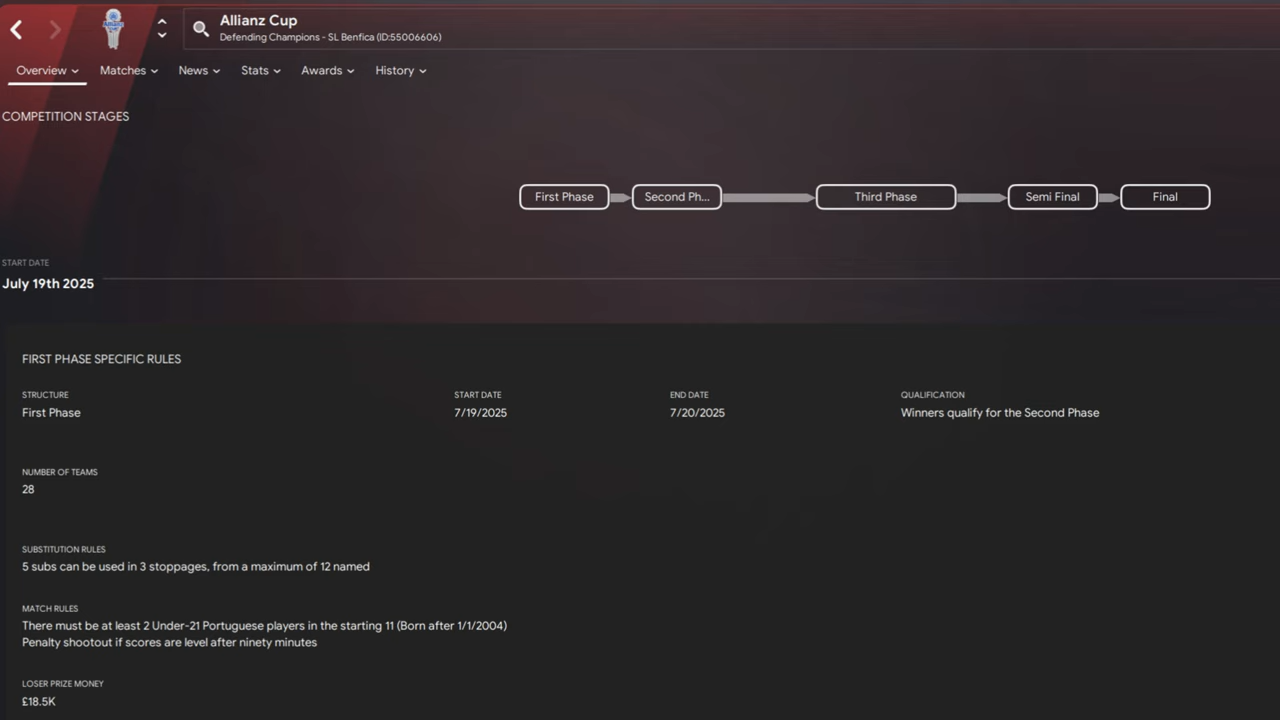 Allianz Cup
Defending Champions - SL Benfica (ID:55006606)
Overview Matches News Stats Awards History
COMPETITION STAGES
First Phase Second Ph... Third Phase Semi Final Final
START DATE
July 19th 2025
FIRST PHASE SPECIFIC RULES
STRUCTURE START DATE END DATE QUALIFICATION
First Phase 7/19/2025 7/20/2025 Winners qualify for the Second Phase
NUMBER OF TEAMS
28
SUBSTITUTION RULES
5 subs can be used in 3 stoppages, from a maximum of 12 named
MATCH RULES
There must be at least 2 Under-21 Portuguese players in the starting 11 (Born after 1/1/2004)
Penalty shootout if scores are level after ninety minutes
LOSER PRIZE MONEY
£18.5K